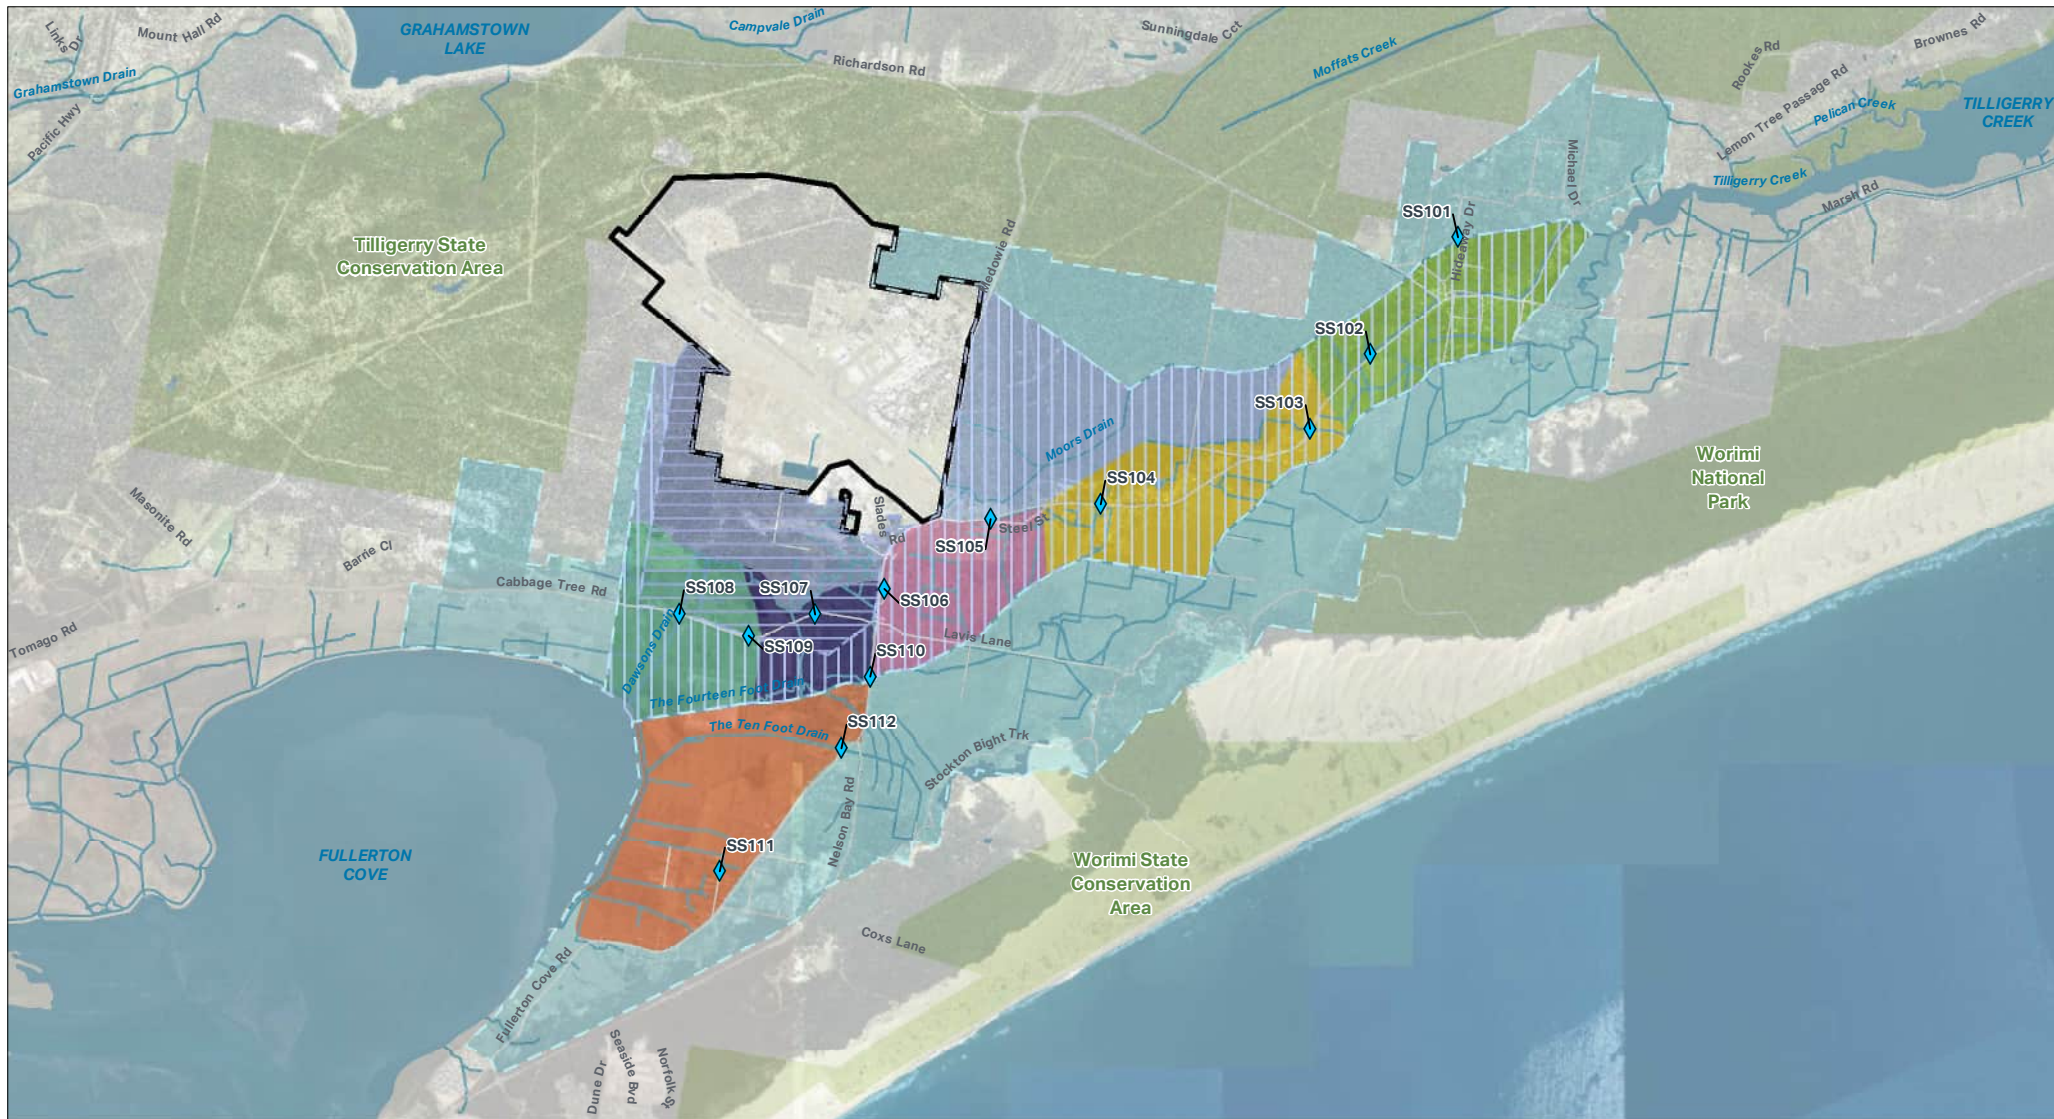 Links Dr
Mount Hall Rd
GRAHAMSTOWN
LAKE
Campvale Drain
Sunningdale Cct
Richardson Rd
Moffats Creek
Rookes Rd
Brownes Rd
Grahamstown Drain
Pacific Hwy
Lemon Tree Passage Rd
Pelican Creek
TILLIGERRY
CREEK
Michael Dr
Tilligerry Creek
Marsh Rd
SS101
Hideaway Dr
Tilligerry State
Conservation Area
Medowie Rd
SS102
SS103
Moors Drain
SS104
Worimi
National
Park
Masonite Rd
Slades
Rd
Steel St
SS105
Barrie Cl
Cabbage Tree Rd
SS108
SS107
SS106
Tomago Rd
Dawsons Drain
SS109
Lavis Lane
SS110
The Fourteen Foot Drain
The Ten Foot Drain
SS112
Stockton Bight Trk
Nelson Bay Rd
SS111
FULLERTON
COVE
Worimi State
Conservation
Area
Coxs Lane
Fullerton Cove Rd
Dune Dr
Seaside Bvd
Norfolk St